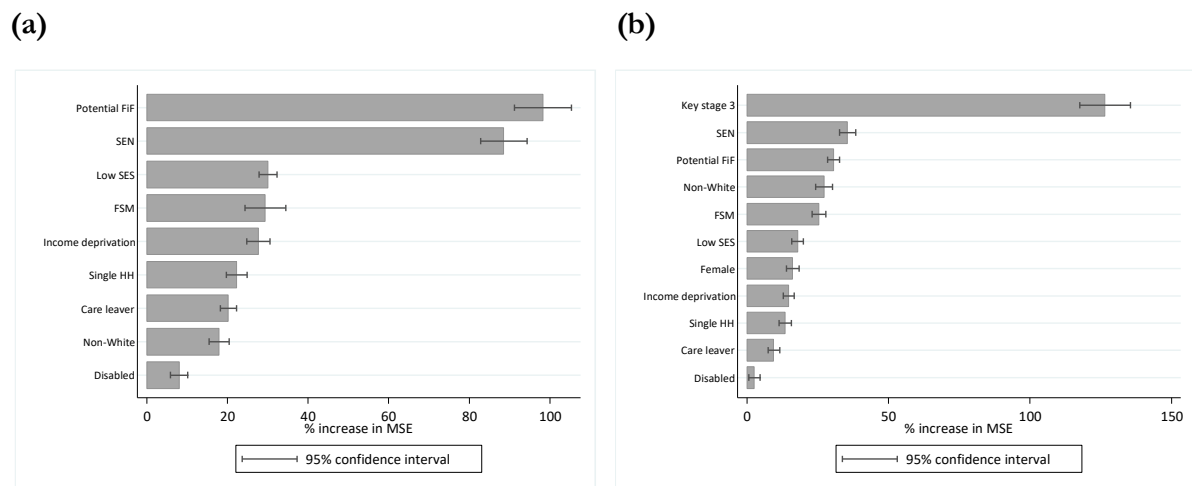 (a)
Potential FiF
SEN
Low SES
FSM
Income deprivation
Single HH
Care leaver
Non-White
Disabled
0 20 40 60 80 100
% increase in MSE
95% confidence interval
(b)
Key stage 3
SEN
Potential FiF
Non-White
FSM
Low SES
Female
Income deprivation
Single HH
Care leaver
Disabled
0 50 100 150
% increase in MSE
95% confidence interval